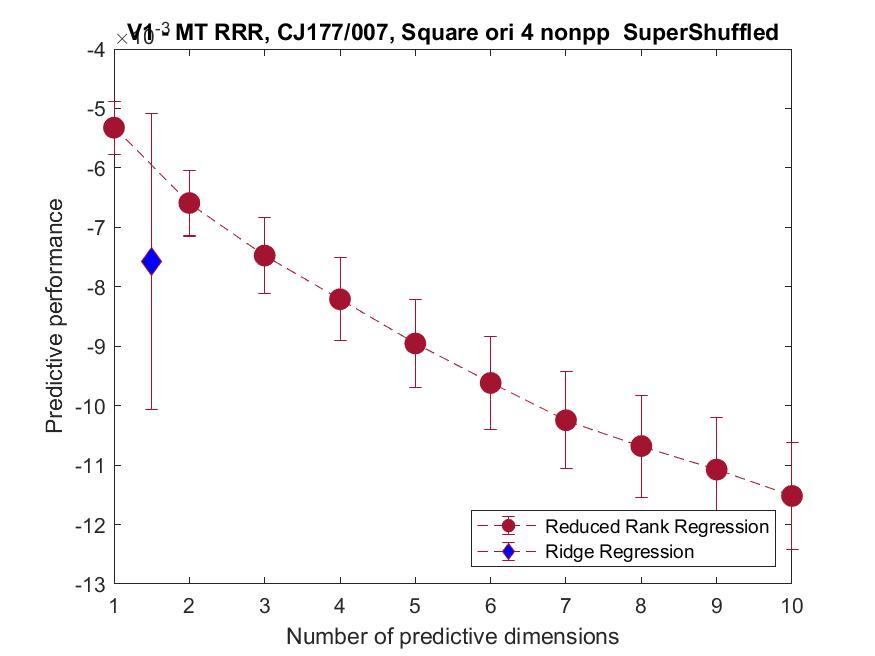 V1 - MT RRR, CJ177/007, Square ori 4 nonpp  SuperShuffled
×10-3
-4
-5
-6
-7
-8
-9
-10
-11
-12
-13
Predictive performance
Reduced Rank Regression
Ridge Regression
1 2 3 4 5 6 7 8 9 10
Number of predictive dimensions